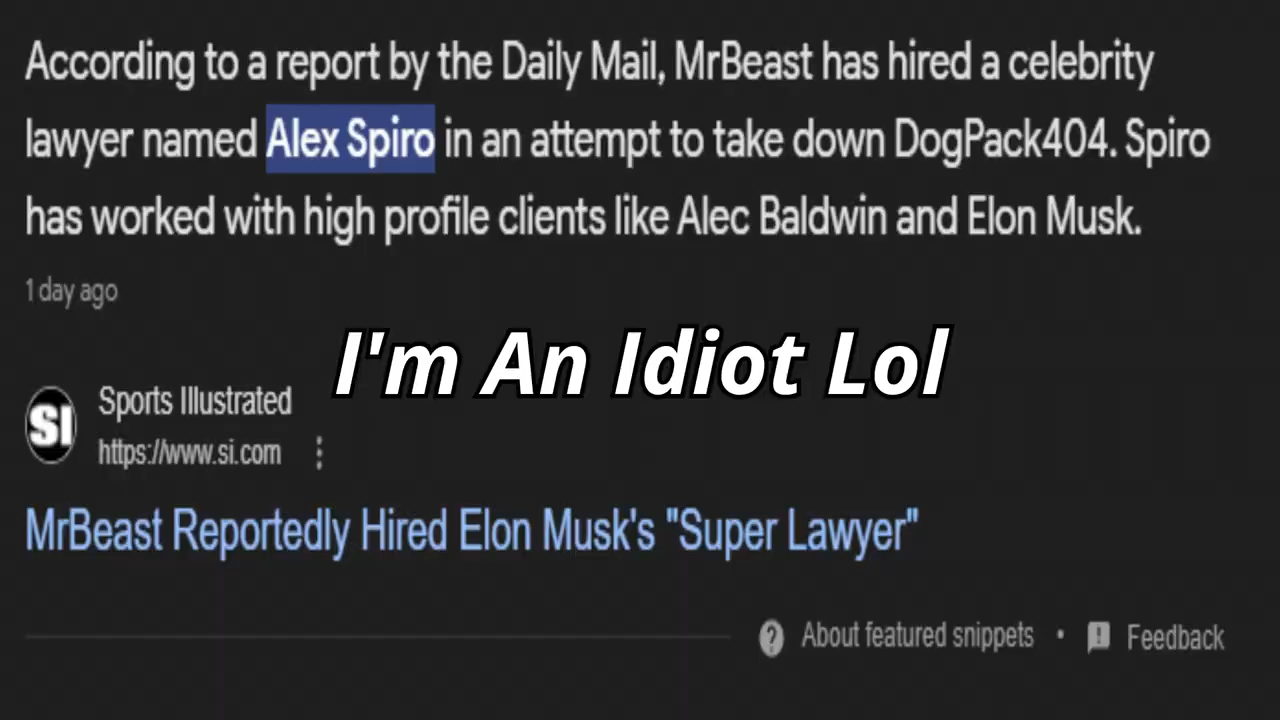 According to a report by the Daily Mail, MrBeast has hired a celebrity
lawyer named Alex Spiro in an attempt to take down DogPack404. Spiro
has worked with high profile clients like Alec Baldwin and Elon Musk.
1 day ago
I'm An Idiot Lol
SI
Sports Illustrated
https://www.si.com
MrBeast Reportedly Hired Elon Musk's "Super Lawyer"
About featured snippets • Feedback